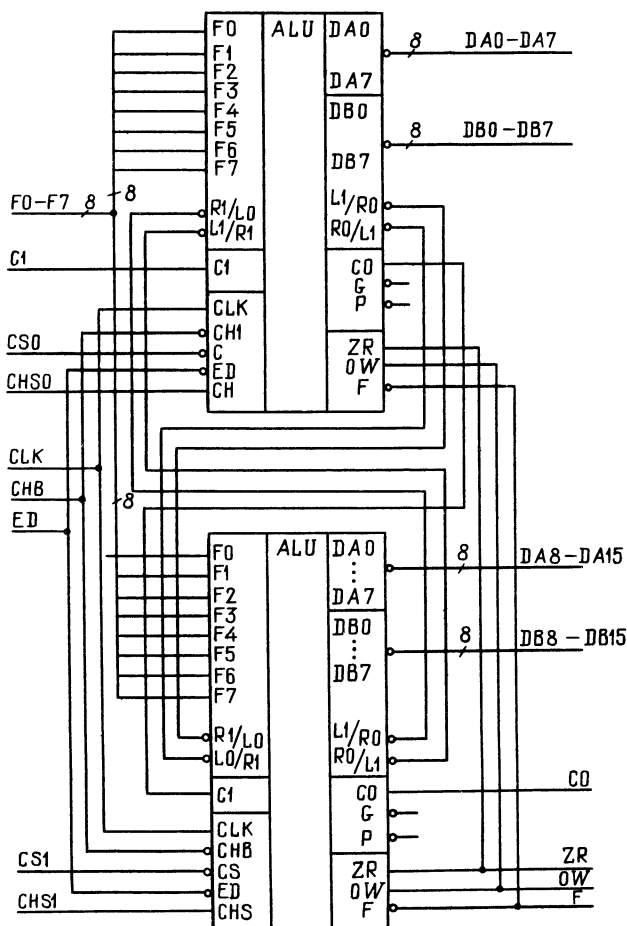 F0 ALU DA0
8 DA0-DA7
F1
F2
F3 DA7
F4 DB0
F5 8 DB0-DB7
F6
F7 DB7
8
F0-F7 8
R1/L0 L1/R0
L1/R1 R0/L1
C1 C1 C0
G
CLK P
CH1
CS0 C ZR
ED OW
CHS0 CH F
CLK
CHB 8
ED
F0 ALU DA0
8 DA8-DA15
F1
F2 DA7
F3 DB0
F4
8 DB8-DB15
F5
F6 DB7
F7
R1/L0 L1/R0
L0/R1 R0/L1
C1 C0 C0
G
CLK P
CHB
CS1 CS ZR ZR
ED OW OW
CHS1 CHS F F